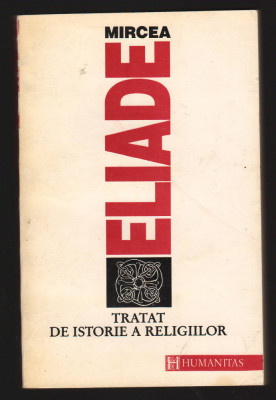 MIRCEA
ELIADE
TRATAT
DE ISTORIE A RELIGIILOR
HUMANITAS